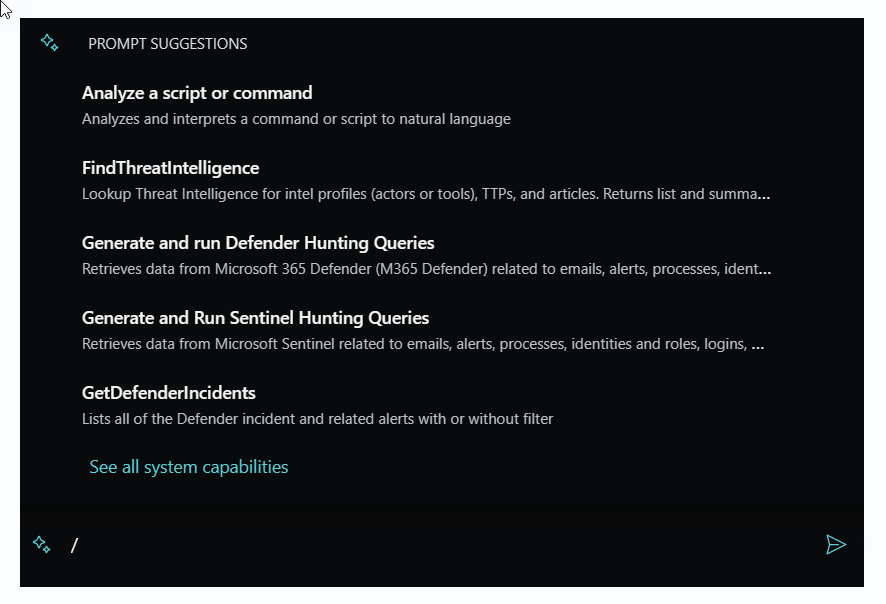 PROMPT SUGGESTIONS
Analyze a script or command
Analyzes and interprets a command or script to natural language
FindThreatIntelligence
Lookup Threat Intelligence for intel profiles (actors or tools), TTPs, and articles. Returns list and summa...
Generate and run Defender Hunting Queries
Retrieves data from Microsoft 365 Defender (M365 Defender) related to emails, alerts, processes, ident...
Generate and Run Sentinel Hunting Queries
Retrieves data from Microsoft Sentinel related to emails, alerts, processes, identities and roles, logins, ...
GetDefenderIncidents
Lists all of the Defender incident and related alerts with or without filter
See all system capabilities
/